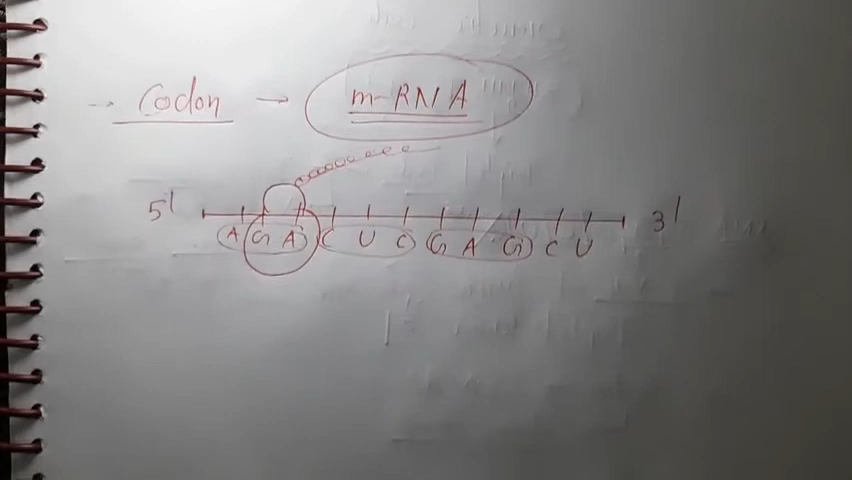 → Codon → m-RNA
5' 3'
A G A C U C G A G C U